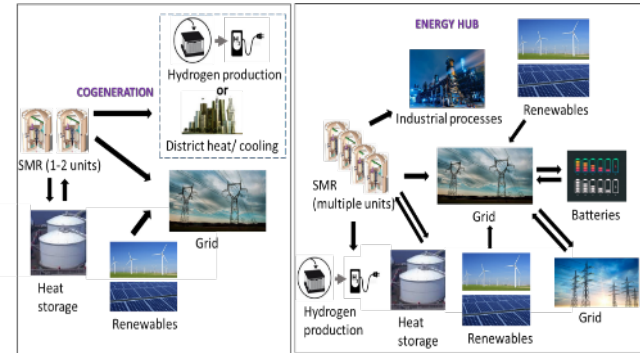 COGENERATION
Hydrogen production
or
District heat/ cooling
SMR (1-2 units)
Grid
Heat
storage
Renewables
ENERGY HUB
Industrial processes
Renewables
SMR
(multiple units)
Grid
Batteries
Hydrogen
production
Heat
storage
Renewables
Grid